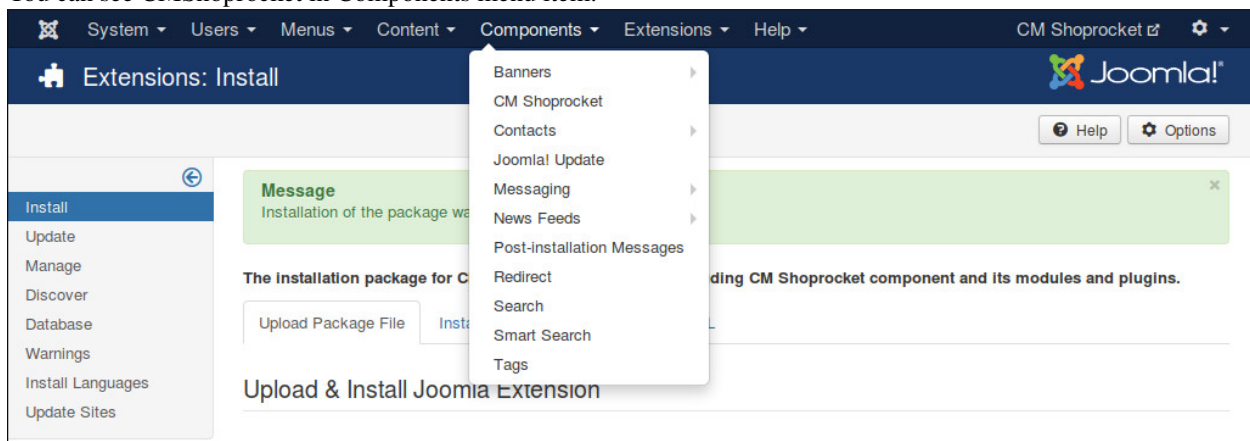 You can see CMShoprocket in Components menu item.
System Users Menus Content Components Extensions Help CM Shoprocket
Extensions: Install Joomla!
Help Options
Banners
CM Shoprocket
Contacts
Joomla! Update
Messaging
News Feeds
Post-installation Messages
Redirect
Search
Smart Search
Tags
Install
Update
Manage
Discover
Database
Warnings
Install Languages
Update Sites
Message ×
Installation of the package
The installation package for CM Shoprocket component and its modules and plugins.
Upload Package File
Upload & Install Joomla Extension